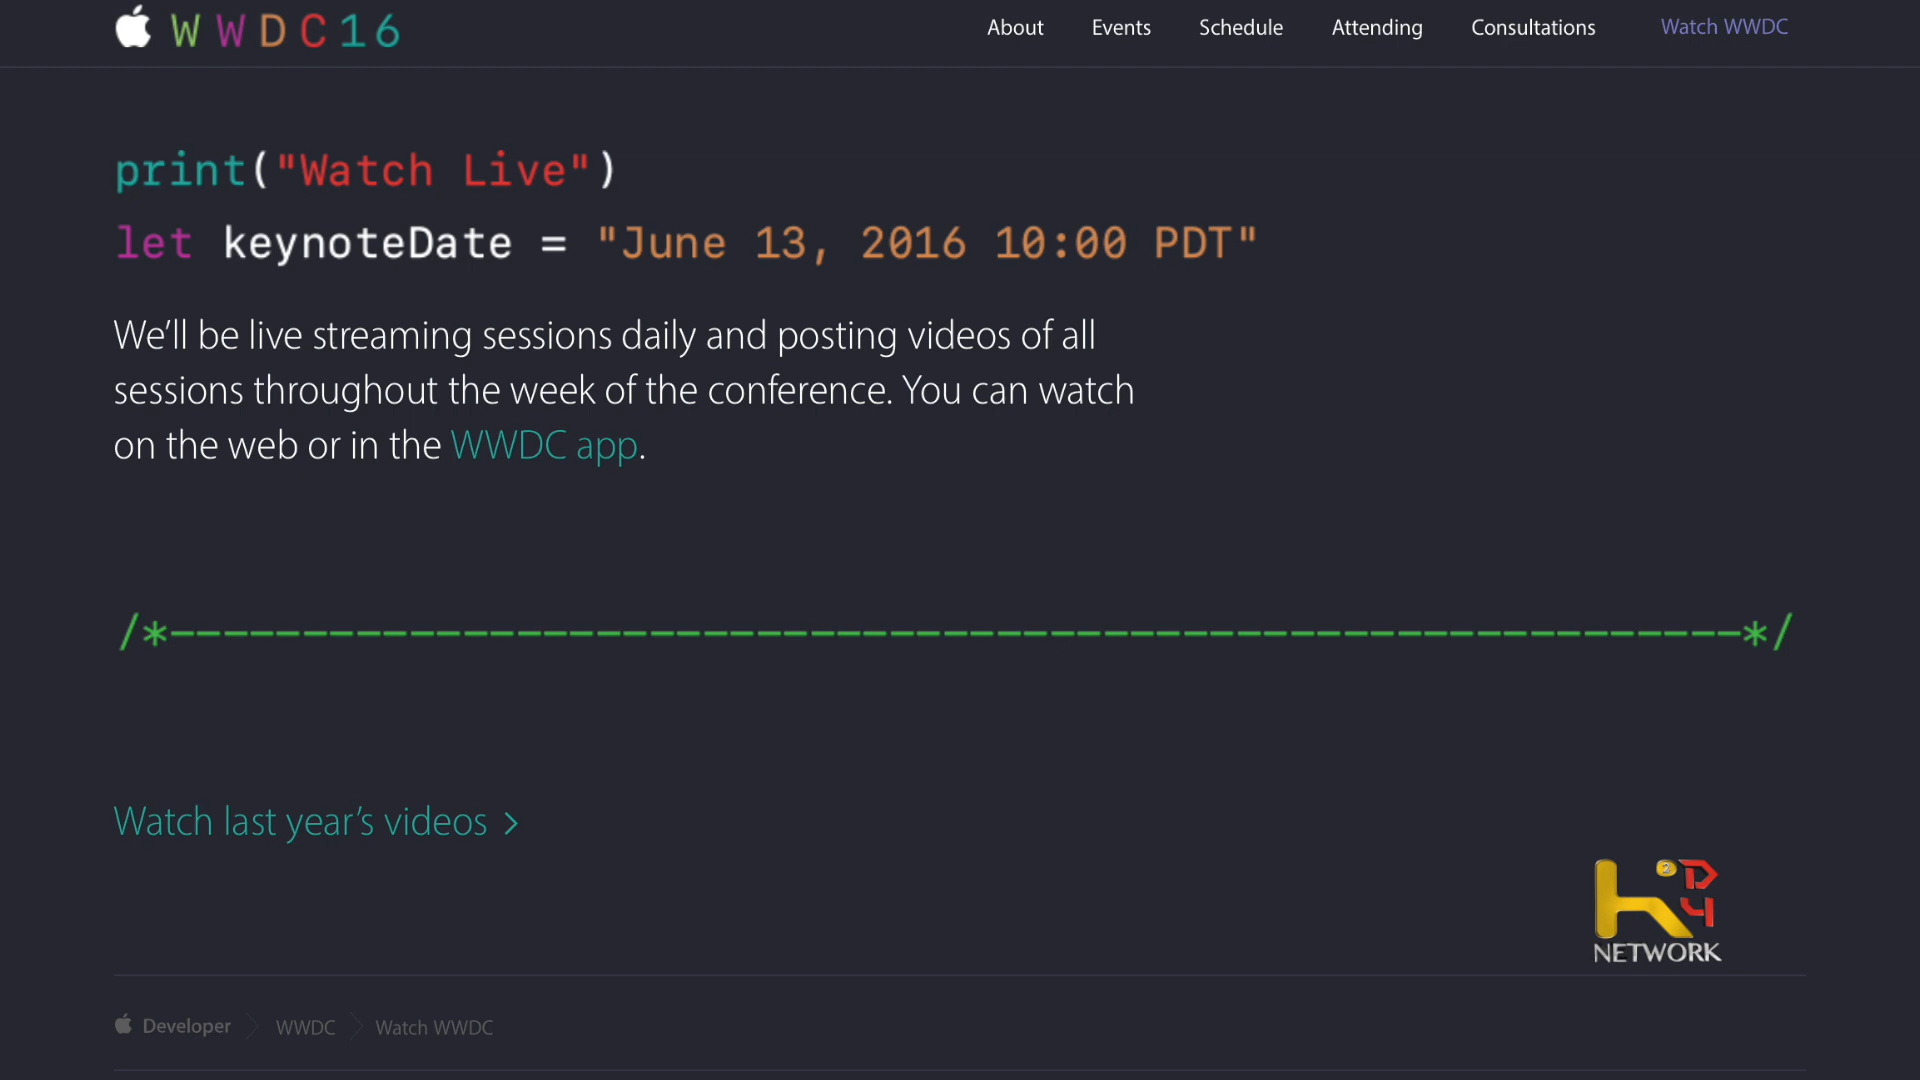 WWDC16
About Events Schedule Attending Consultations Watch WWDC
print("Watch Live")
let keynoteDate = "June 13, 2016 10:00 PDT"
We’ll be live streaming sessions daily and posting videos of all
sessions throughout the week of the conference. You can watch
on the web or in the WWDC app.
/*-----------------------------------------------------------*/
Watch last year’s videos >
NETWORK
Developer WWDC Watch WWDC